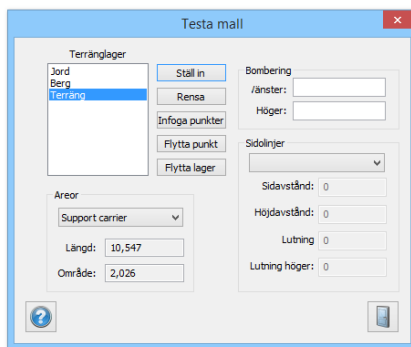 Testa mall
Terränglager
Jord
Berg
Terräng
Ställ in
Rensa
Infoga punkter
Flytta punkt
Flytta lager
Bombering
/änster:
Höger:
Sidolinjer
Sidavstånd: 0
Höjdavstånd: 0
Lutning 0
Lutning höger: 0
Areor
Support carrier
Längd: 10,547
Område: 2,026